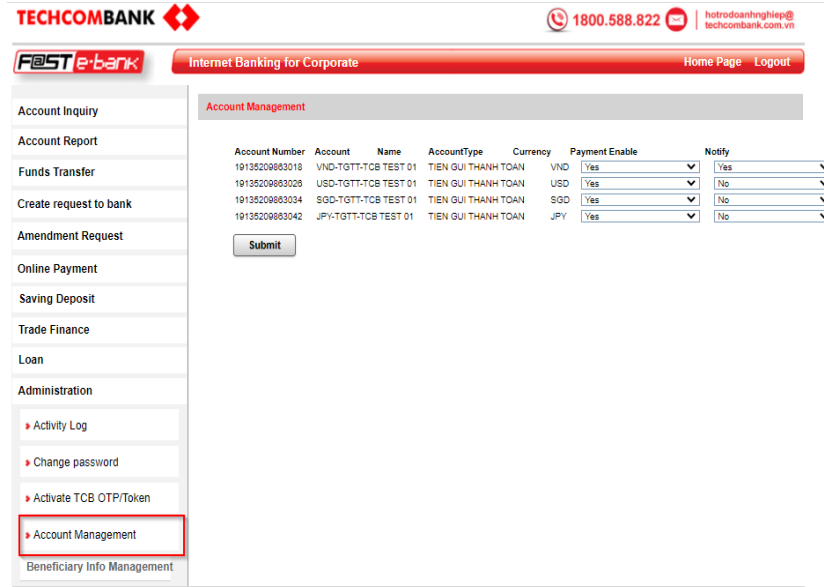 TECHCOMBANK
1800.588.822
hotrodoanhnghiep@
techcombank.com.vn
F@ST e-bank
Internet Banking for Corporate
Home Page Logout
Account Inquiry
Account Report
Funds Transfer
Create request to bank
Amendment Request
Online Payment
Saving Deposit
Trade Finance
Loan
Administration
Activity Log
Change password
Activate TCB OTP/Token
Account Management
Beneficiary Info Management
Account Management
Account Number Account Name AccountType Currency Payment Enable Notify
19135209863018 VND-TGTT-TCB TEST 01 TIEN GUI THANH TOAN VND Yes Yes
19135209863026 USD-TGTT-TCB TEST 01 TIEN GUI THANH TOAN USD Yes No
19135209863034 SGD-TGTT-TCB TEST 01 TIEN GUI THANH TOAN SGD Yes No
19135209863042 JPY-TGTT-TCB TEST 01 TIEN GUI THANH TOAN JPY Yes No
Submit